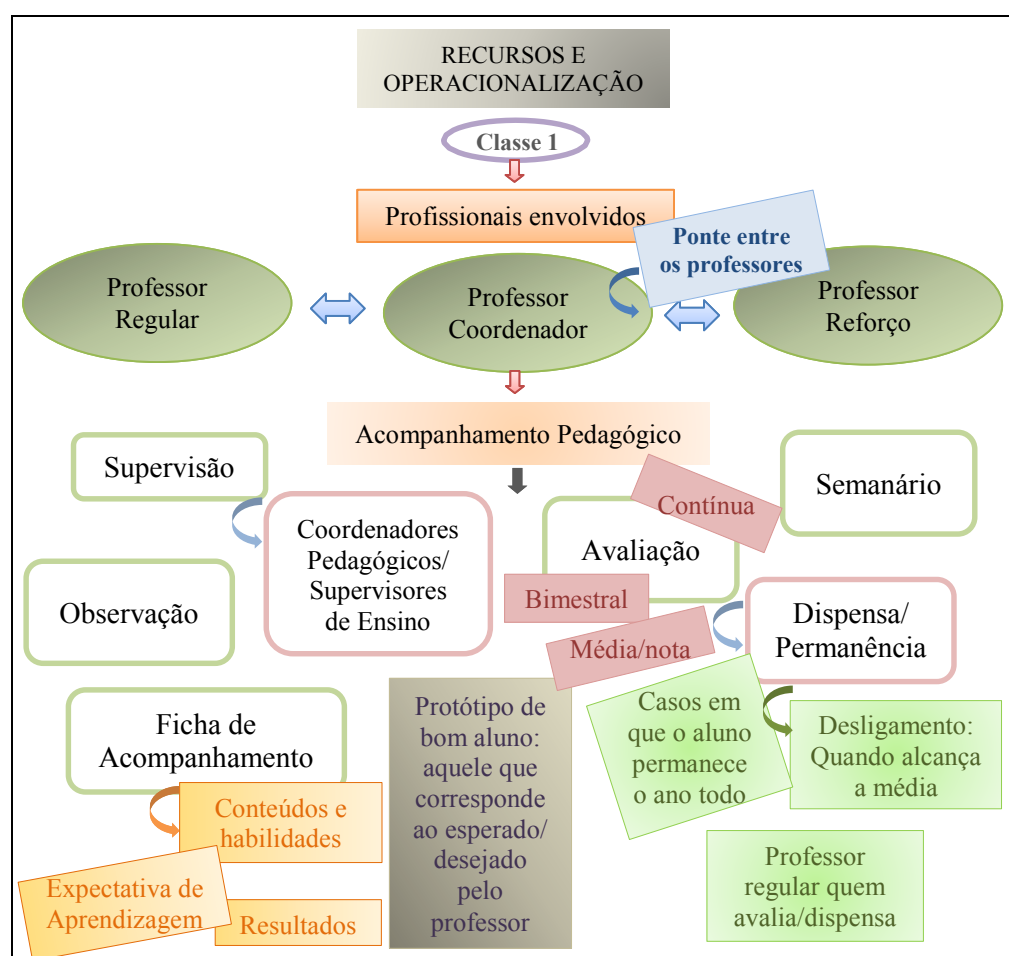 RECURSOS E
OPERACIONALIZAÇÃO
Classe 1
Profissionais envolvidos
Ponte entre
os professores
Professor
Regular
Professor
Coordenador
Professor
Reforço
Acompanhamento Pedagógico
Supervisão
Coordenadores
Pedagógicos/
Supervisores
de Ensino
Contínua
Semanário
Avaliação
Observação
Bimestral
Média/nota
Dispensa/
Permanência
Ficha de
Acompanhamento
Protótipo de
bom aluno:
aquele que
corresponde
ao esperado/
desejado
pelo
professor
Casos em
que o aluno
permanece
o ano todo
Desligamento:
Quando alcança
a média
Conteúdos e
habilidades
Expectativa de
Aprendizagem
Resultados
Professor
regular quem
avalia/dispensa